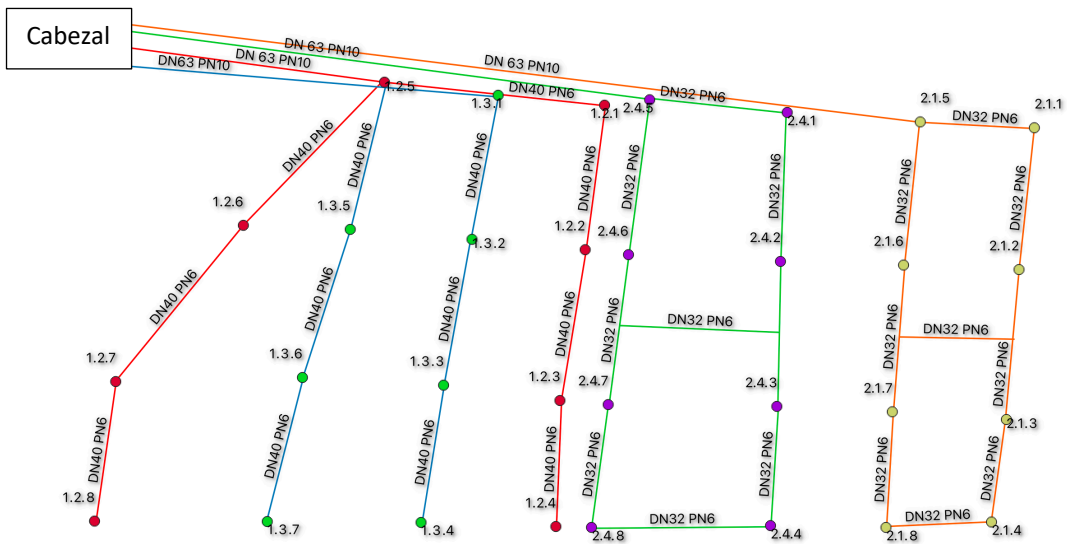 Cabezal
DN 63 PN10
DN 63 PN10
DN 63 PN10
DN63 PN10
1.2.5
1.3.1
DN40 PN6
1.2.1
2.4.5
DN32 PN6
2.4.1
2.1.5
DN32 PN6
2.1.1
DN40 PN6
DN40 PN6
DN40 PN6
DN40 PN6
DN32 PN6
DN32 PN6
DN32 PN6
DN32 PN6
1.2.6
1.3.5
1.3.2
1.2.2
2.4.6
2.4.2
2.1.6
2.1.2
DN40 PN6
DN40 PN6
DN40 PN6
DN40 PN6
DN32 PN6
DN32 PN6
DN32 PN6
DN32 PN6
DN32 PN6
1.2.7
1.3.6
1.3.3
1.2.3
2.4.7
2.4.3
2.1.7
2.1.3
DN40 PN6
DN40 PN6
DN40 PN6
DN40 PN6
DN32 PN6
DN32 PN6
DN32 PN6
DN32 PN6
1.2.8
1.3.7
1.3.4
1.2.4
2.4.8
DN32 PN6
2.4.4
2.1.8
DN32 PN6
2.1.4